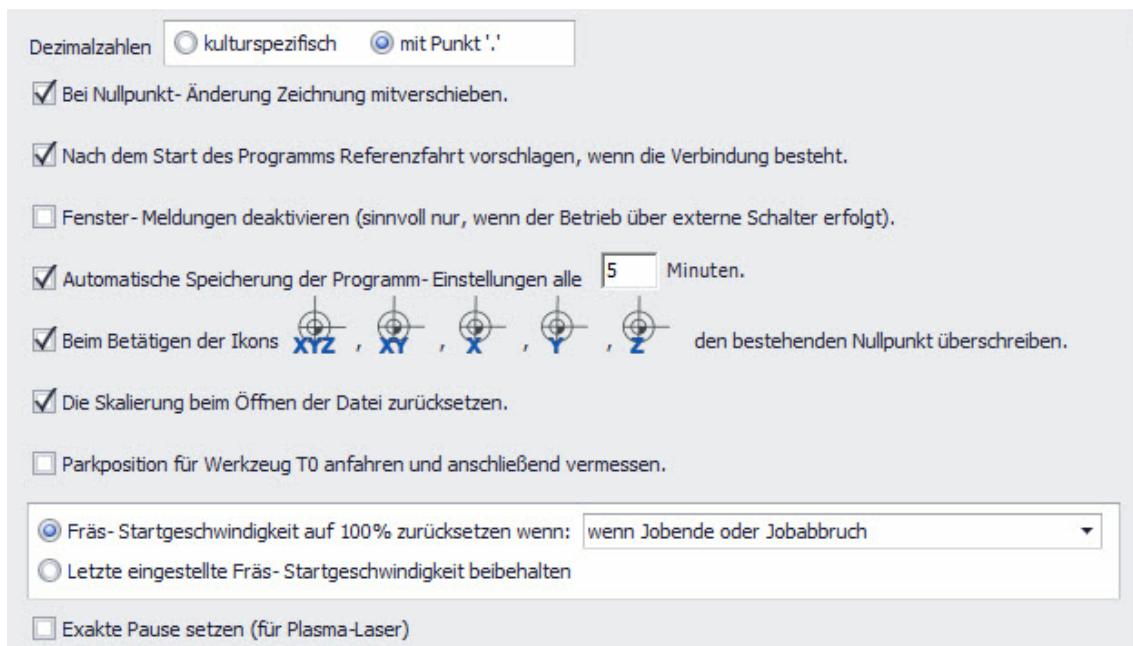 Dezimalzahlen kulturspezifisch mit Punkt '.'
Bei Nullpunkt- Änderung Zeichnung mitverschieben.
Nach dem Start des Programms Referenzfahrt vorschlagen, wenn die Verbindung besteht.
Fenster- Meldungen deaktivieren (sinnvoll nur, wenn der Betrieb über externe Schalter erfolgt).
Automatische Speicherung der Programm- Einstellungen alle 5 Minuten.
Beim Betätigen der Ikons XYZ , XY , X , Y , Z den bestehenden Nullpunkt überschreiben.
Die Skalierung beim Öffnen der Datei zurücksetzen.
Parkposition für Werkzeug T0 anfahren und anschließend vermessen.
Fräs- Startgeschwindigkeit auf 100% zurücksetzen wenn: wenn Jobende oder Jobabbruch
Letzte eingestellte Fräs- Startgeschwindigkeit beibehalten
Exakte Pause setzen (für Plasma-Laser)